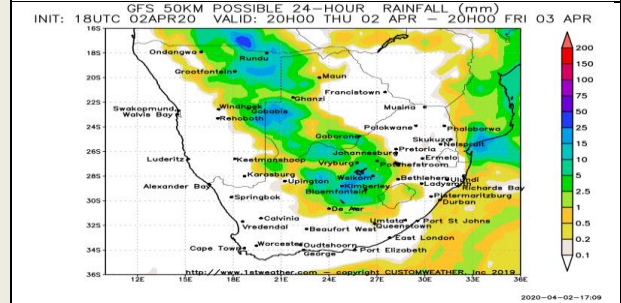 GFS 50KM POSSIBLE 24-HOUR RAINFALL (mm)
INIT: 18UTC 02APR20 VALID: 20H00 THU 02 APR – 20H00 FRI 03 APR
16S
18S
20S
22S
24S
26S
28S
30S
32S
34S
36S
Ondangwa
Rundu
Grootfontein
Maun
Francistown
Ghanzi
Musina
Swakopmund
Walvis Bay
Windhoek
Gobabis
Rehoboth
Polokwane
Phalaborwa
Gaborone
Skukuza
Nelspruit
Johannesburg
Pretoria
Ermelo
Luderitz
Keetmanshoop
Vryburg
Potchefstroom
Karasburg
Upington
Welkom
Bethlehem
Ulundi
Alexander Bay
Kimberley
Ladysmith
Richards Bay
Bloemfontein
Springbok
Pietermaritzburg
Durban
De Aar
Calvinia
Vredendal
Umtata
Port St Johns
Queenstown
Beaufort West
East London
Cape Town
Worcester
Oudtshoorn
George
Port Elizabeth
http://www.1stweather.com – copyright CUSTOMWEATHER, Inc 2019
12E 15E 18E 21E 24E 27E 30E 33E 36E
200
150
100
75
50
25
15
10
5
2.5
1
0.5
0.2
0.1
2020-04-02-17:09